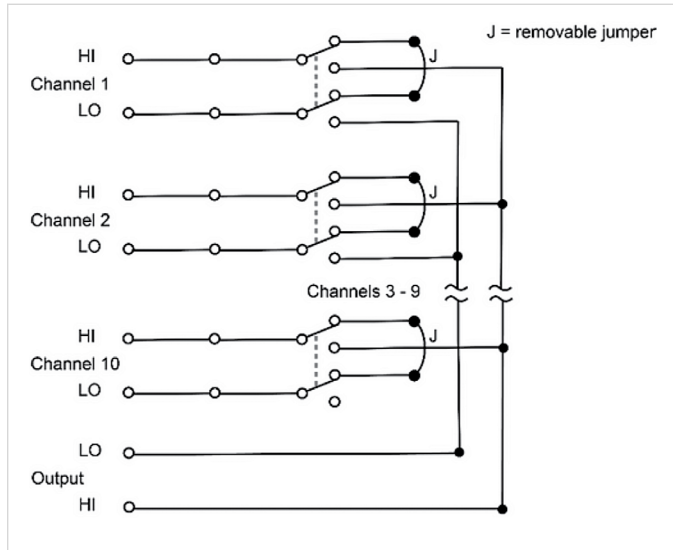 J = removable jumper
HI
Channel 1
LO
J
HI
Channel 2
LO
J
Channels 3 - 9
HI
Channel 10
LO
J
LO
Output
HI